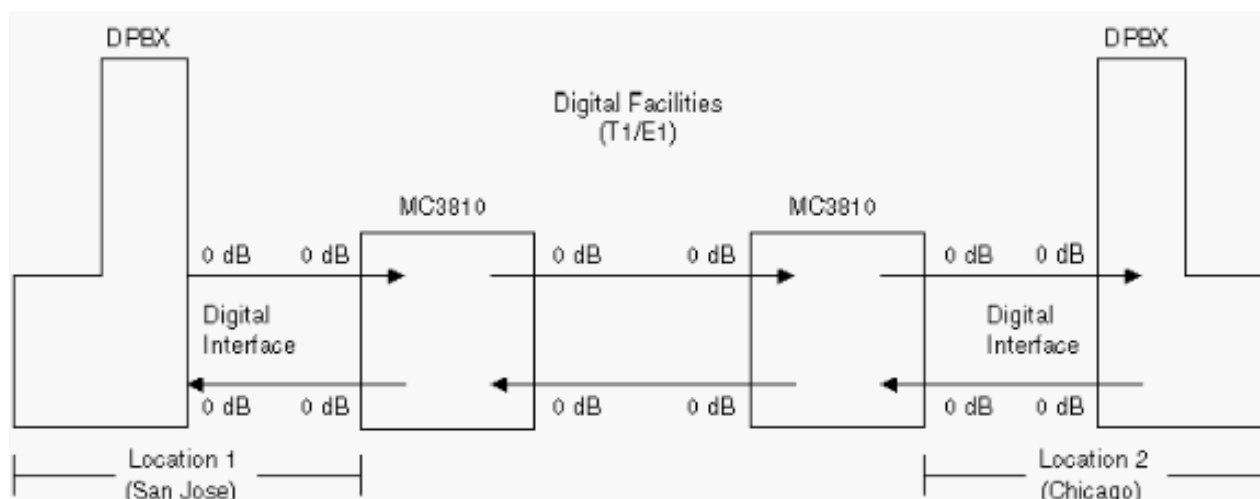 DPBX
DPBX
Digital Facilities
(T1/E1)
MC3810
MC3810
0 dB 0 dB
0 dB 0 dB
0 dB 0 dB
Digital
Interface
Digital
Interface
0 dB 0 dB
0 dB 0 dB
0 dB 0 dB
Location 1
(San Jose)
Location 2
(Chicago)